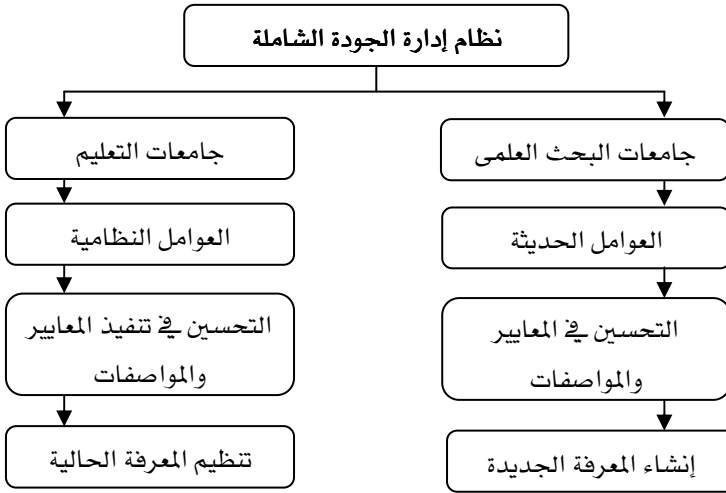 نظام إدارة الجودة الشاملة
جامعات البحث العلمى
العوامل الحديثة
التحسين في المعايير
والمواصفات
إنشاء المعرفة الجديدة
جامعات التعليم
العوامل النظامية
التحسين في تنفيذ المعايير
والمواصفات
تنظيم المعرفة الحالية